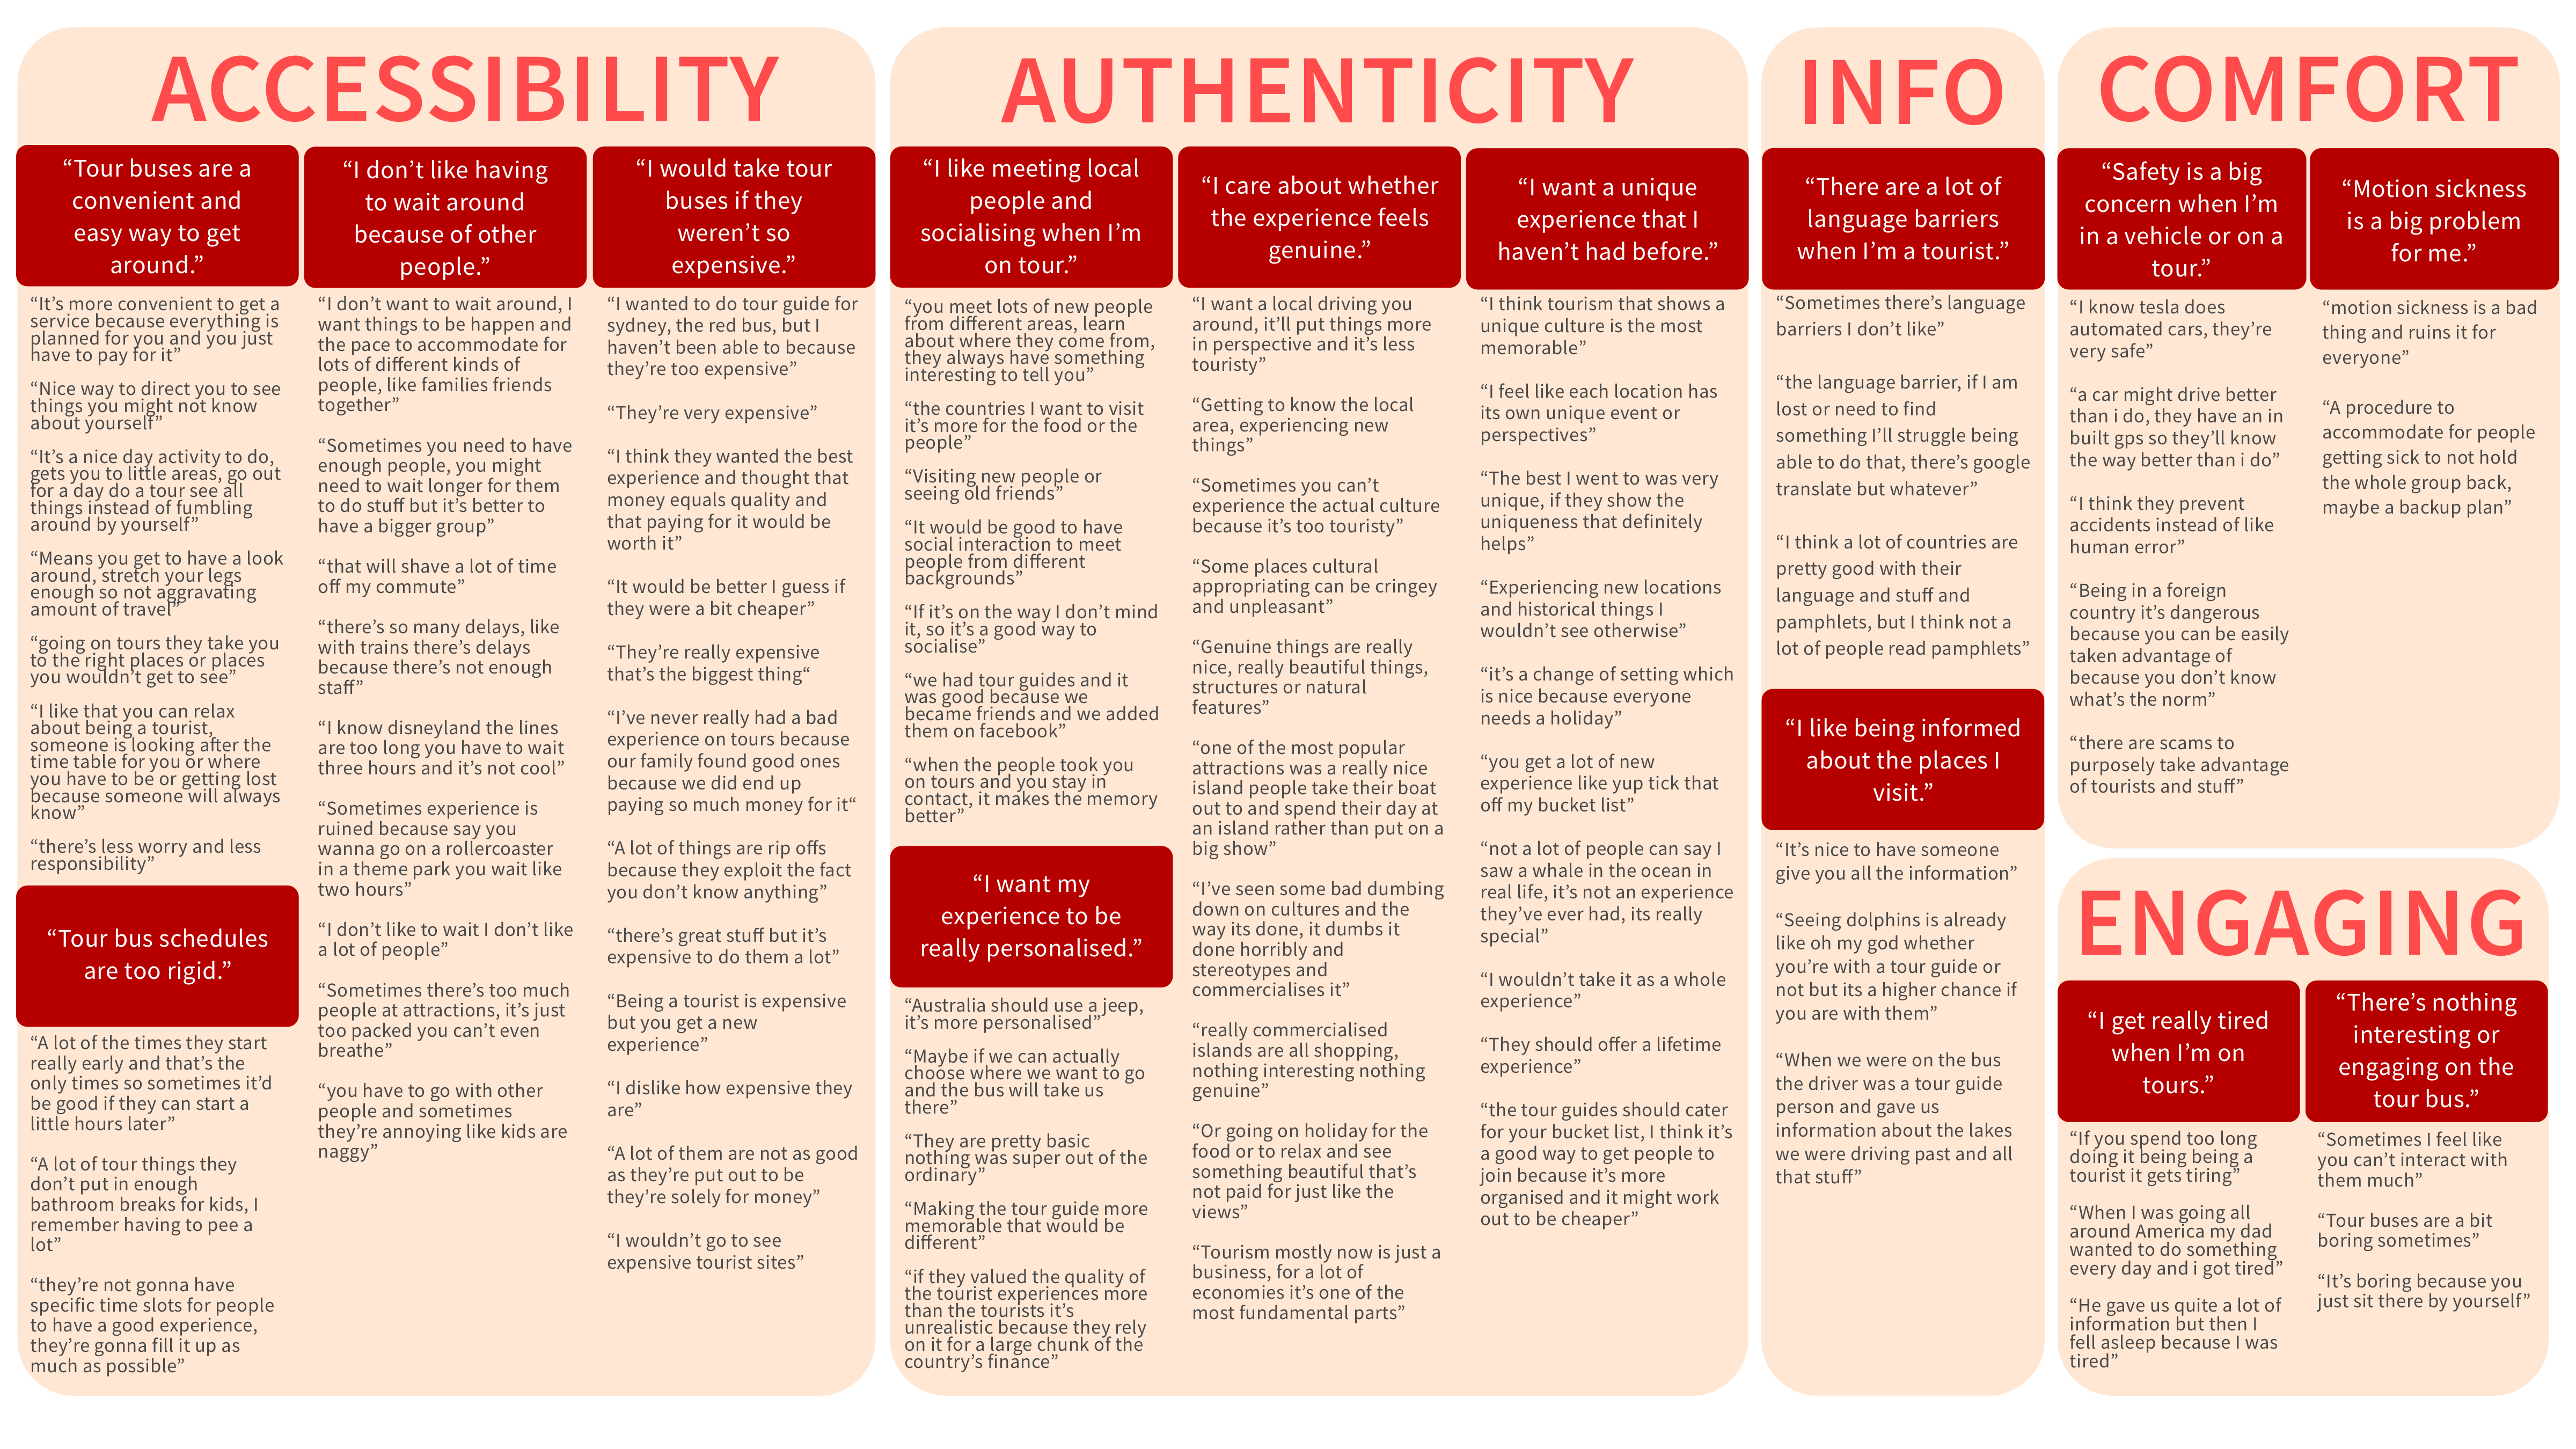 ACCESSIBILITY
“Tour buses are a
convenient and
easy way to get
around.”
“It’s more convenient to get a
service because everything is
planned for you and you just
have to pay for it”
“Nice way to direct you to see
things you might not know
about yourself”
“It’s a nice day activity to do,
gets you to little areas, go out
for a day do a tour see all
things instead of fumbling
around by yourself”
“Means you get to have a look
around, stretch your legs
enough so not aggravating
amount of travel”
“going on tours they take you
to the right places or places
you wouldn’t get to see”
“I like that you can relax
about being a tourist,
someone is looking after the
time table for you or where
you have to be or getting lost
because someone will always
know”
“there’s less worry and less
responsibility”
“Tour bus schedules
are too rigid.”
“A lot of the times they start
really early and that’s the
only times so sometimes it’d
be good if they can start a
little hours later”
“A lot of tour things they
don’t put in enough
bathroom breaks for kids, I
remember having to pee a
lot”
“they’re not gonna have
specific time slots for people
to have a good experience,
they’re gonna fill it up as
much as possible”
“I don’t like having
to wait around
because of other
people.”
“I don’t want to wait around, I
want things to be happen and
the pace to accommodate for
lots of different kinds of
people, like families friends
together”
“Sometimes you need to have
enough people, you might
need to wait longer for them
to do stuff but it’s better to
have a bigger group”
“that will shave a lot of time
off my commute”
“there’s so many delays, like
with trains there’s delays
because there’s not enough
staff”
“I know disneyland the lines
are too long you have to wait
three hours and it’s not cool”
“Sometimes experience is
ruined because say you
wanna go on a rollercoaster
in a theme park you wait like
two hours”
“I don’t like to wait I don’t like
a lot of people”
“Sometimes there’s too much
people at attractions, it’s just
too packed you can’t even
breathe”
“you have to go with other
people and sometimes
they’re annoying like kids are
naggy”
“I would take tour
buses if they
weren’t so
expensive.”
“I wanted to do tour guide for
sydney, the red bus, but I
haven’t been able to because
they’re too expensive”
“They’re very expensive”
“I think they wanted the best
experience and thought that
money equals quality and
that paying for it would be
worth it”
“It would be better I guess if
they were a bit cheaper”
“They’re really expensive
that’s the biggest thing“
“I’ve never really had a bad
experience on tours because
our family found good ones
because we did end up
paying so much money for it“
“A lot of things are rip offs
because they exploit the fact
you don’t know anything”
“there’s great stuff but it’s
expensive to do them a lot”
“Being a tourist is expensive
but you get a new
experience”
“I dislike how expensive they
are”
“A lot of them are not as good
as they’re put out to be
they’re solely for money”
“I wouldn’t go to see
expensive tourist sites”
AUTHENTICITY
“I like meeting local
people and
socialising when I’m
on tour.”
“you meet lots of new people
from different areas, learn
about where they come from,
they always have something
interesting to tell you”
“the countries I want to visit
it’s more for the food or the
people”
“Visiting new people or
seeing old friends”
“It would be good to have
social interaction to meet
people from different
backgrounds”
“If it’s on the way I don’t mind
it, so it’s a good way to
socialise”
“we had tour guides and it
was good because we
became friends and we added
them on facebook”
“when the people took you
on tours and you stay in
contact, it makes the memory
better”
“I want my
experience to be
really personalised.”
“Australia should use a jeep,
it’s more personalised”
“Maybe if we can actually
choose where we want to go
and the bus will take us
there”
“They are pretty basic
nothing was super out of the
ordinary”
“Making the tour guide more
memorable that would be
different”
“if they valued the quality of
the tourist experiences more
than the tourists it’s
unrealistic because they rely
on it for a large chunk of the
country’s finance”
“I care about whether
the experience feels
genuine.”
“I want a local driving you
around, it’ll put things more
in perspective and it’s less
touristy”
“Getting to know the local
area, experiencing new
things”
“Sometimes you can’t
experience the actual culture
because it’s too touristy”
“Some places cultural
appropriating can be cringey
and unpleasant”
“Genuine things are really
nice, really beautiful things,
structures or natural
features”
“one of the most popular
attractions was a really nice
island people take their boat
out to and spend their day at
an island rather than put on a
big show”
“I’ve seen some bad dumbing
down on cultures and the
way its done, it dumbs it
done horribly and
stereotypes and
commercialises it”
“really commercialised
islands are all shopping,
nothing interesting nothing
genuine”
“Or going on holiday for the
food or to relax and see
something beautiful that’s
not paid for just like the
views”
“Tourism mostly now is just a
business, for a lot of
economies it’s one of the
most fundamental parts”
“I want a unique
experience that I
haven’t had before.”
“I think tourism that shows a
unique culture is the most
memorable”
“I feel like each location has
its own unique event or
perspectives”
“The best I went to was very
unique, if they show the
uniqueness that definitely
helps”
“Experiencing new locations
and historical things I
wouldn’t see otherwise”
“it’s a change of setting which
is nice because everyone
needs a holiday”
“you get a lot of new
experience like yup tick that
off my bucket list”
“not a lot of people can say I
saw a whale in the ocean in
real life, it’s not an experience
they’ve ever had, its really
special”
“I wouldn’t take it as a whole
experience”
“They should offer a lifetime
experience”
“the tour guides should cater
for your bucket list, I think it’s
a good way to get people to
join because it’s more
organised and it might work
out to be cheaper”
INFO
“There are a lot of
language barriers
when I’m a tourist.”
“Sometimes there’s language
barriers I don’t like”
“the language barrier, if I am
lost or need to find
something I’ll struggle being
able to do that, there’s google
translate but whatever”
“I think a lot of countries are
pretty good with their
language and stuff and
pamphlets, but I think not a
lot of people read pamphlets”
“I like being informed
about the places I
visit.”
“It’s nice to have someone
give you all the information”
“Seeing dolphins is already
like oh my god whether
you’re with a tour guide or
not but its a higher chance if
you are with them”
“When we were on the bus
the driver was a tour guide
person and gave us
information about the lakes
we were driving past and all
that stuff”
COMFORT
“Safety is a big
concern when I’m
in a vehicle or on a
tour.”
“I know tesla does
automated cars, they’re
very safe”
“a car might drive better
than i do, they have an in
built gps so they’ll know
the way better than i do”
“I think they prevent
accidents instead of like
human error”
“Being in a foreign
country it’s dangerous
because you can be easily
taken advantage of
because you don’t know
what’s the norm”
“there are scams to
purposely take advantage
of tourists and stuff”
“Motion sickness
is a big problem
for me.”
“motion sickness is a bad
thing and ruins it for
everyone”
“A procedure to
accommodate for people
getting sick to not hold
the whole group back,
maybe a backup plan”
ENGAGING
“I get really tired
when I’m on
tours.”
“If you spend too long
doing it being being a
tourist it gets tiring”
“When I was going all
around America my dad
wanted to do something
every day and i got tired”
“He gave us quite a lot of
information but then I
fell asleep because I was
tired”
“There’s nothing
interesting or
engaging on the
tour bus.”
“Sometimes I feel like
you can’t interact with
them much”
“Tour buses are a bit
boring sometimes”
“It’s boring because you
just sit there by yourself”